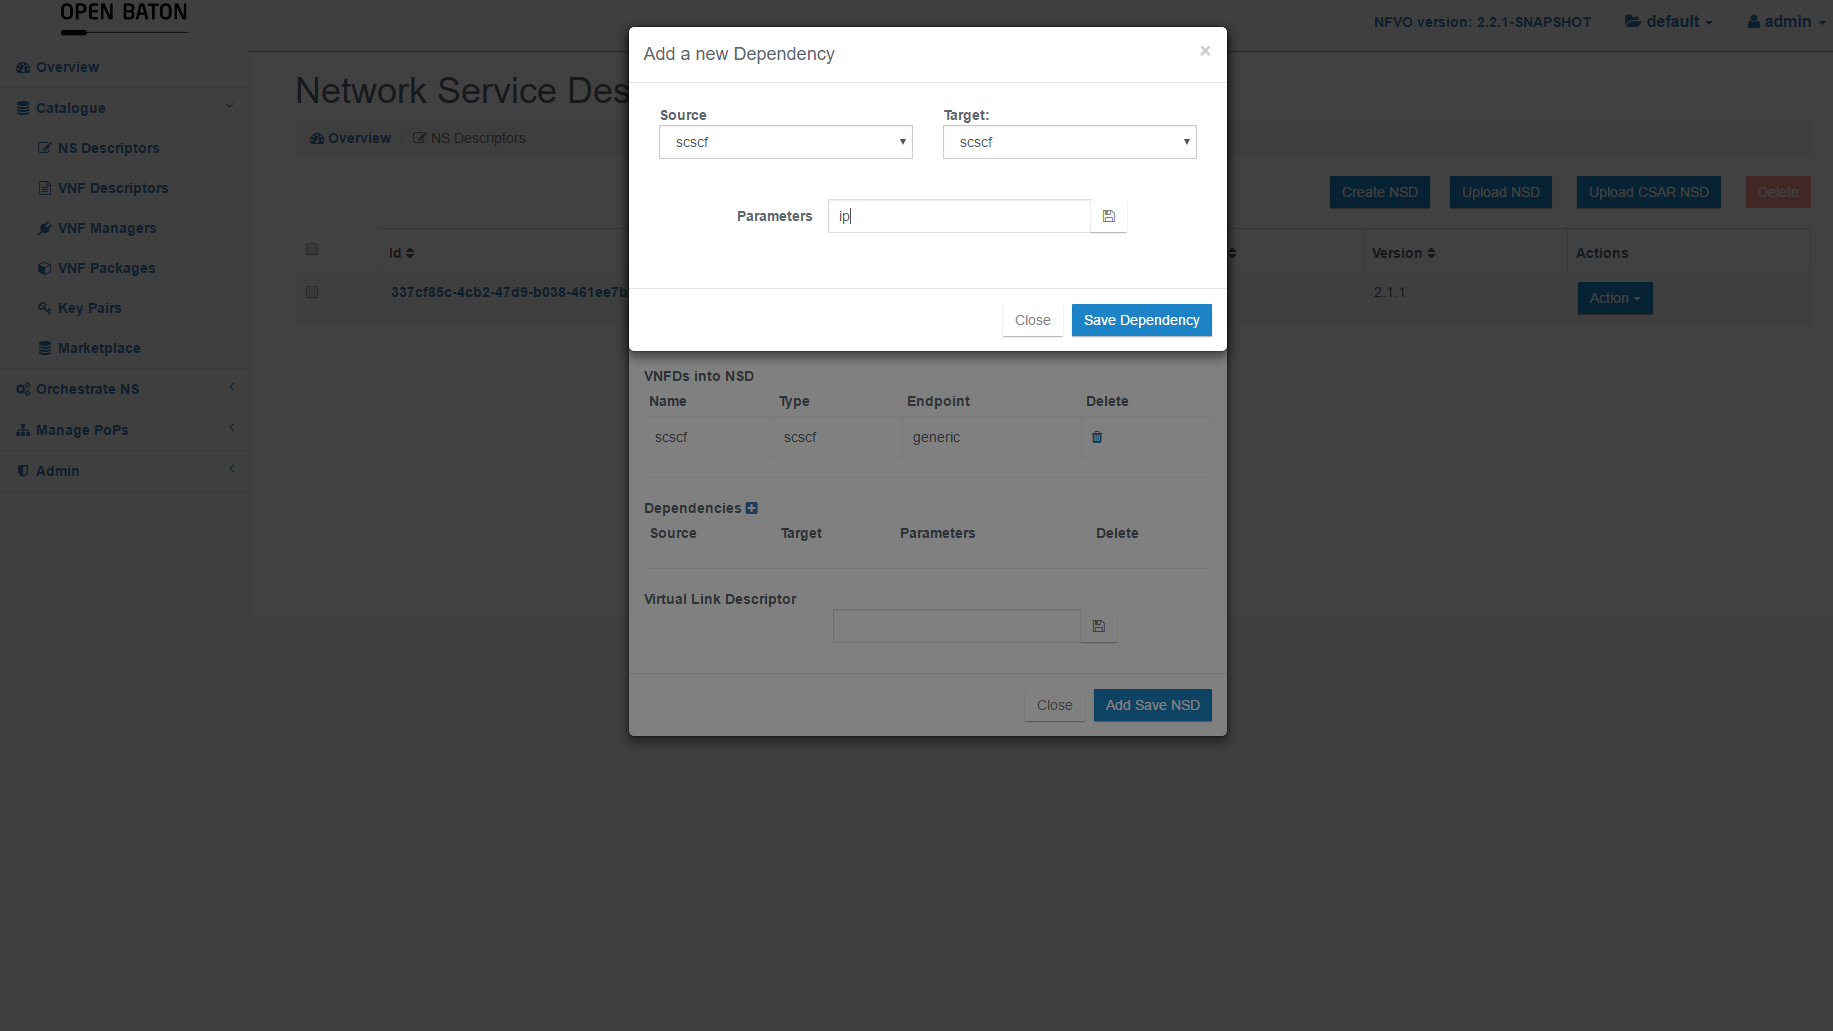 OPEN BATON
NFVO version: 2.2.1-SNAPSHOT
default
admin
Overview
Catalogue
NS Descriptors
VNF Descriptors
VNF Managers
VNF Packages
Key Pairs
Marketplace
Orchestrate NS
Manage PoPs
Admin
Network Service Des
Overview / NS Descriptors
Create NSD
Upload NSD
Upload CSAR NSD
Delete
Id
Version
Actions
337cf85c-4cb2-47d9-b038-461ee7b
2.1.1
Action
Add a new Dependency
×
Source
Target:
scscf
scscf
Parameters
ip
Close
Save Dependency
VNFDs into NSD
Name Type Endpoint Delete
scscf scscf generic
Dependencies
Source Target Parameters Delete
Virtual Link Descriptor
Close
Add Save NSD